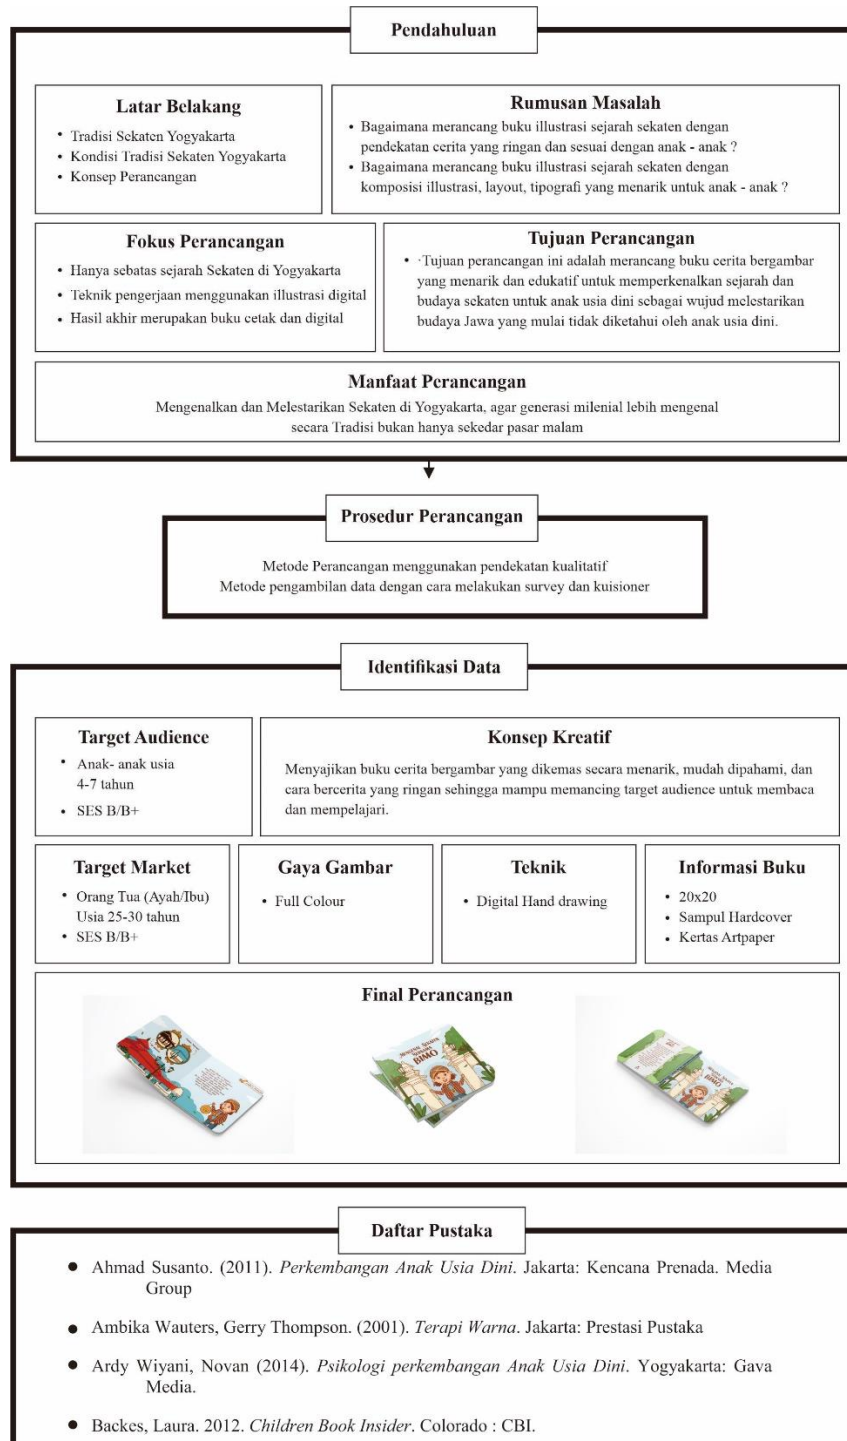 Pendahuluan
Latar Belakang
• Tradisi Sekaten Yogyakarta
• Kondisi Tradisi Sekaten Yogyakarta
• Konsep Perancangan
Rumusan Masalah
• Bagaimana merancang buku illustrasi sejarah sekaten dengan
pendekatan cerita yang ringan dan sesuai dengan anak - anak ?
• Bagaimana merancang buku illustrasi sejarah sekaten dengan
komposisi illustrasi, layout, tipografi yang menarik untuk anak - anak ?
Fokus Perancangan
• Hanya sebatas sejarah Sekaten di Yogyakarta
• Teknik pengerjaan menggunakan illustrasi digital
• Hasil akhir merupakan buku cetak dan digital
Tujuan Perancangan
• ·Tujuan perancangan ini adalah merancang buku cerita bergambar
yang menarik dan edukatif untuk memperkenalkan sejarah dan
budaya sekaten untuk anak usia dini sebagai wujud melestarikan
budaya Jawa yang mulai tidak diketahui oleh anak usia dini.
Manfaat Perancangan
Mengenalkan dan Melestarikan Sekaten di Yogyakarta, agar generasi milenial lebih mengenal
secara Tradisi bukan hanya sekedar pasar malam
Prosedur Perancangan
Metode Perancangan menggunakan pendekatan kualitatif
Metode pengambilan data dengan cara melakukan survey dan kuisioner
Identifikasi Data
Target Audience
• Anak- anak usia
4-7 tahun
• SES B/B+
Konsep Kreatif
Menyajikan buku cerita bergambar yang dikemas secara menarik, mudah dipahami, dan
cara bercerita yang ringan sehingga mampu memancing target audience untuk membaca
dan mempelajari.
Target Market
• Orang Tua (Ayah/Ibu)
Usia 25-30 tahun
• SES B/B+
Gaya Gambar
• Full Colour
Teknik
• Digital Hand drawing
Informasi Buku
• 20x20
• Sampul Hardcover
• Kertas Artpaper
Final Perancangan
BIMO
BIMO
Daftar Pustaka
● Ahmad Susanto. (2011). Perkembangan Anak Usia Dini. Jakarta: Kencana Prenada. Media
Group
● Ambika Wauters, Gerry Thompson. (2001). Terapi Warna. Jakarta: Prestasi Pustaka
● Ardy Wiyani, Novan (2014). Psikologi perkembangan Anak Usia Dini. Yogyakarta: Gava
Media.
● Backes, Laura. 2012. Children Book Insider. Colorado : CBI.